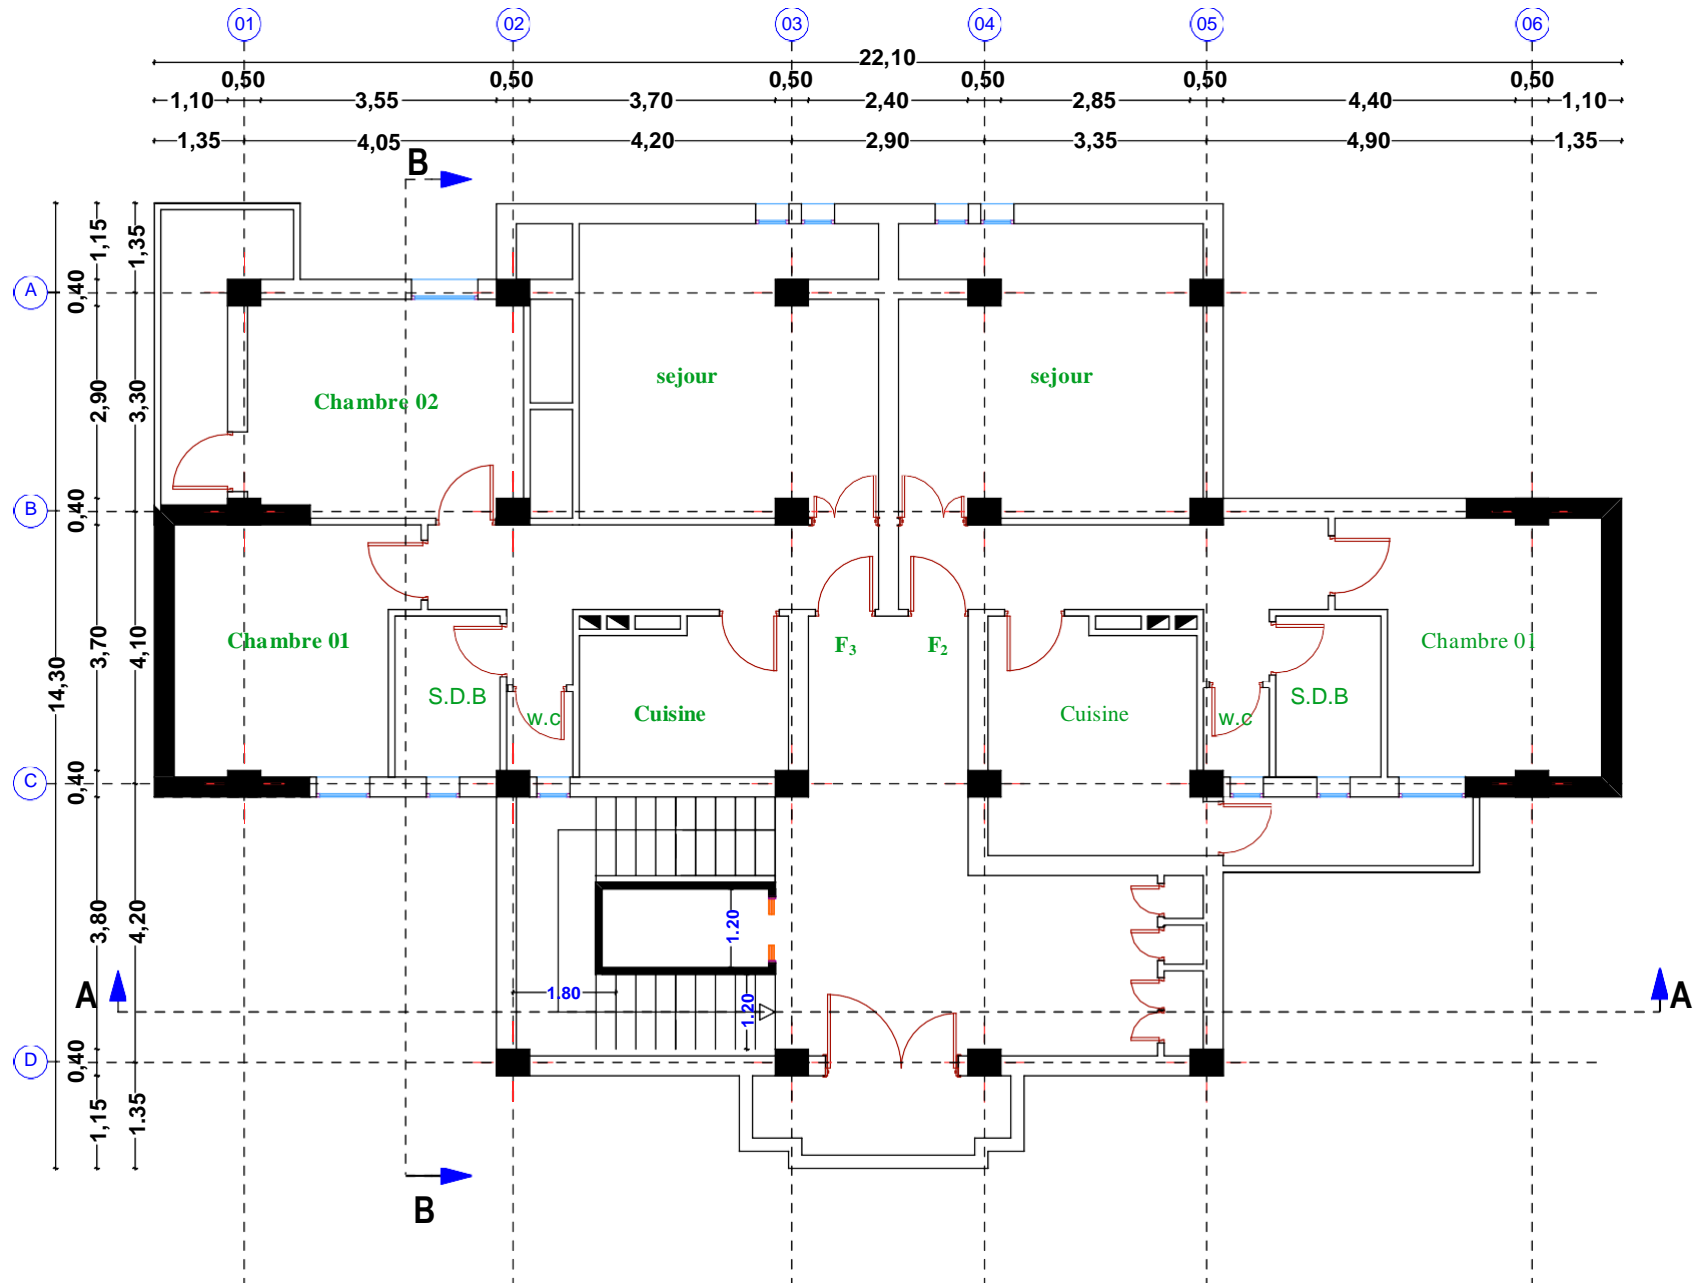 01 02 03 04 05 06
22,10
0,50 0,50 0,50 0,50 0,50 0,50
1,10 3,55 3,70 2,40 2,85 4,40 1,10
1,35 4,05 4,20 2,90 3,35 4,90 1,35
B
1,15 1,35
A 0,40
sejour sejour
2,90 3,30 Chambre 02
B 0,40
3,70 4,10 Chambre 01 F3 F2 Chambre 01
14,30
S.D.B S.D.B
w.c Cuisine Cuisine w.c
C 0,40
3,80 4,20 1.20
A 1.80 1.20 A
D 0,40
1,15 1.35
B